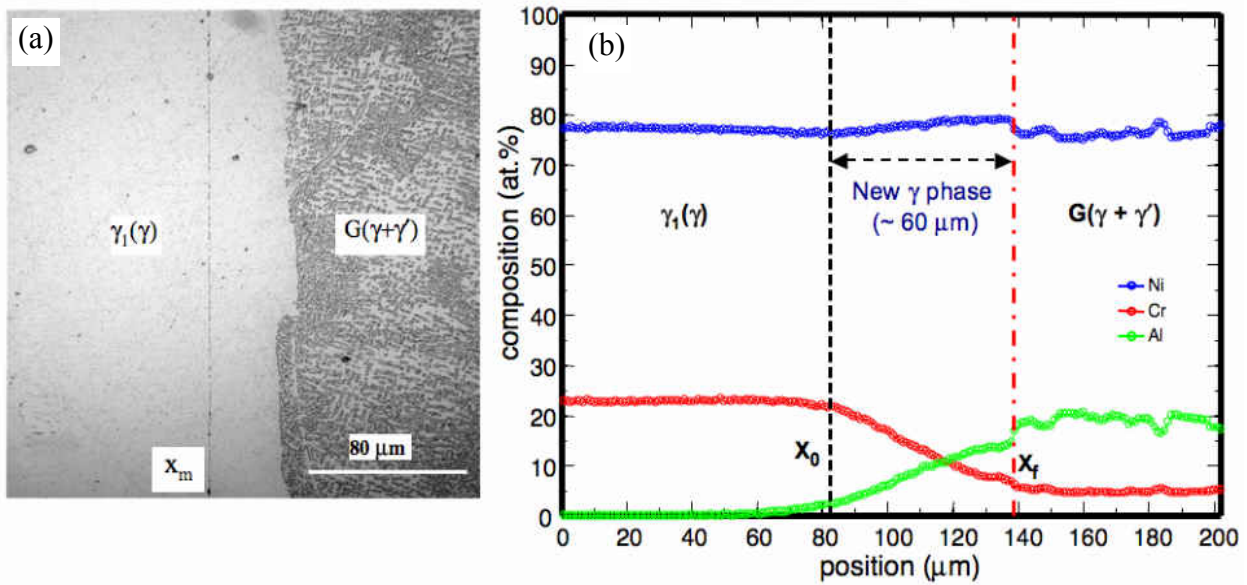 (a)
γ₁(γ)
G(γ+γ′)
80 μm
x_m
(b)
composition (at.%)
100
90
80
70
60
50
40
30
20
10
0
New γ phase
(~ 60 μm)
γ₁(γ)
G(γ + γ′)
Ni
Cr
Al
X₀
X_f
0 20 40 60 80 100 120 140 160 180 200
position (μm)